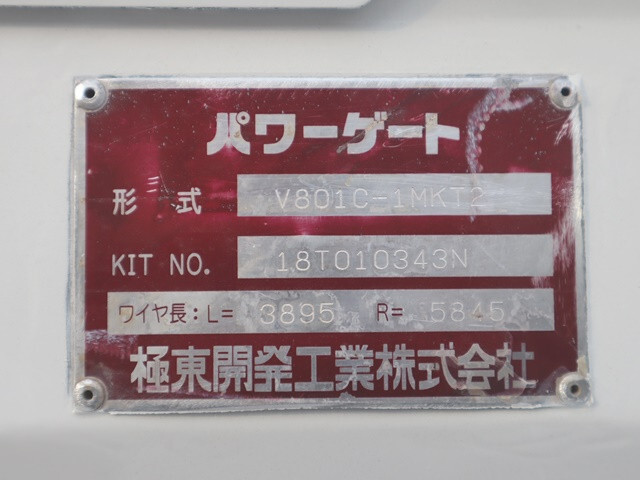 パワーゲート
形式 V801C-1MKT2
KIT NO. 18T010343N
ワイヤ長:L= 3895 R= 5845
極東開発工業株式会社